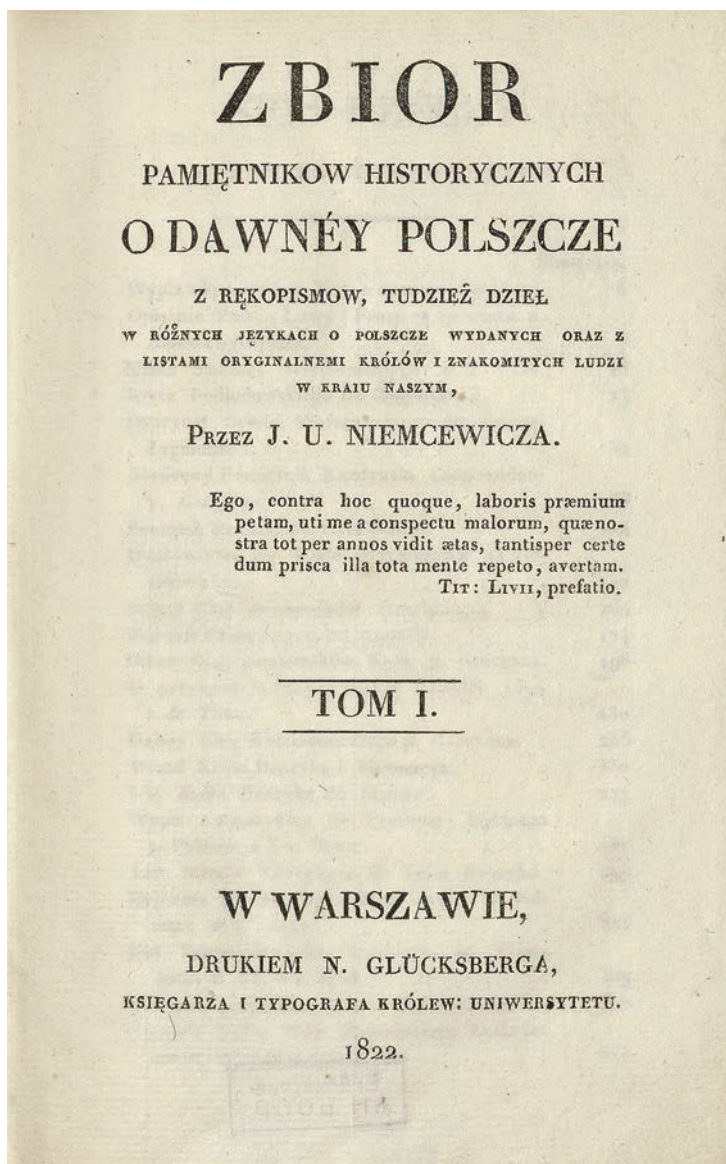 ZBIOR
PAMIĘTNIKOW HISTORYCZNYCH
O DAWNÉY POLSZCZE
Z RĘKOPISMOW, TUDZIEŻ DZIEŁ
W RÓŻNYCH JĘZYKACH O POLSZCZE WYDANYCH ORAZ Z
LISTAMI ORYGINALNEMI KRÓLÓW I ZNAKOMITYCH LUDZI
W KRAIU NASZYM,
PRZEZ J. U. NIEMCEWICZA.
Ego, contra hoc quoque, laboris præmium
petam, uti me a conspectu malorum, quæno-
stra tot per annos vidit ætas, tantisper certe
dum prisca illa tota mente repeto, avertam.
TIT: LIVII, prefatio.
TOM I.
W WARSZAWIE,
DRUKIEM N. GLÜCKSBERGA,
KSIĘGARZA I TYPOGRAFA KRÓLEW: UNIWERSYTETU.
1822.